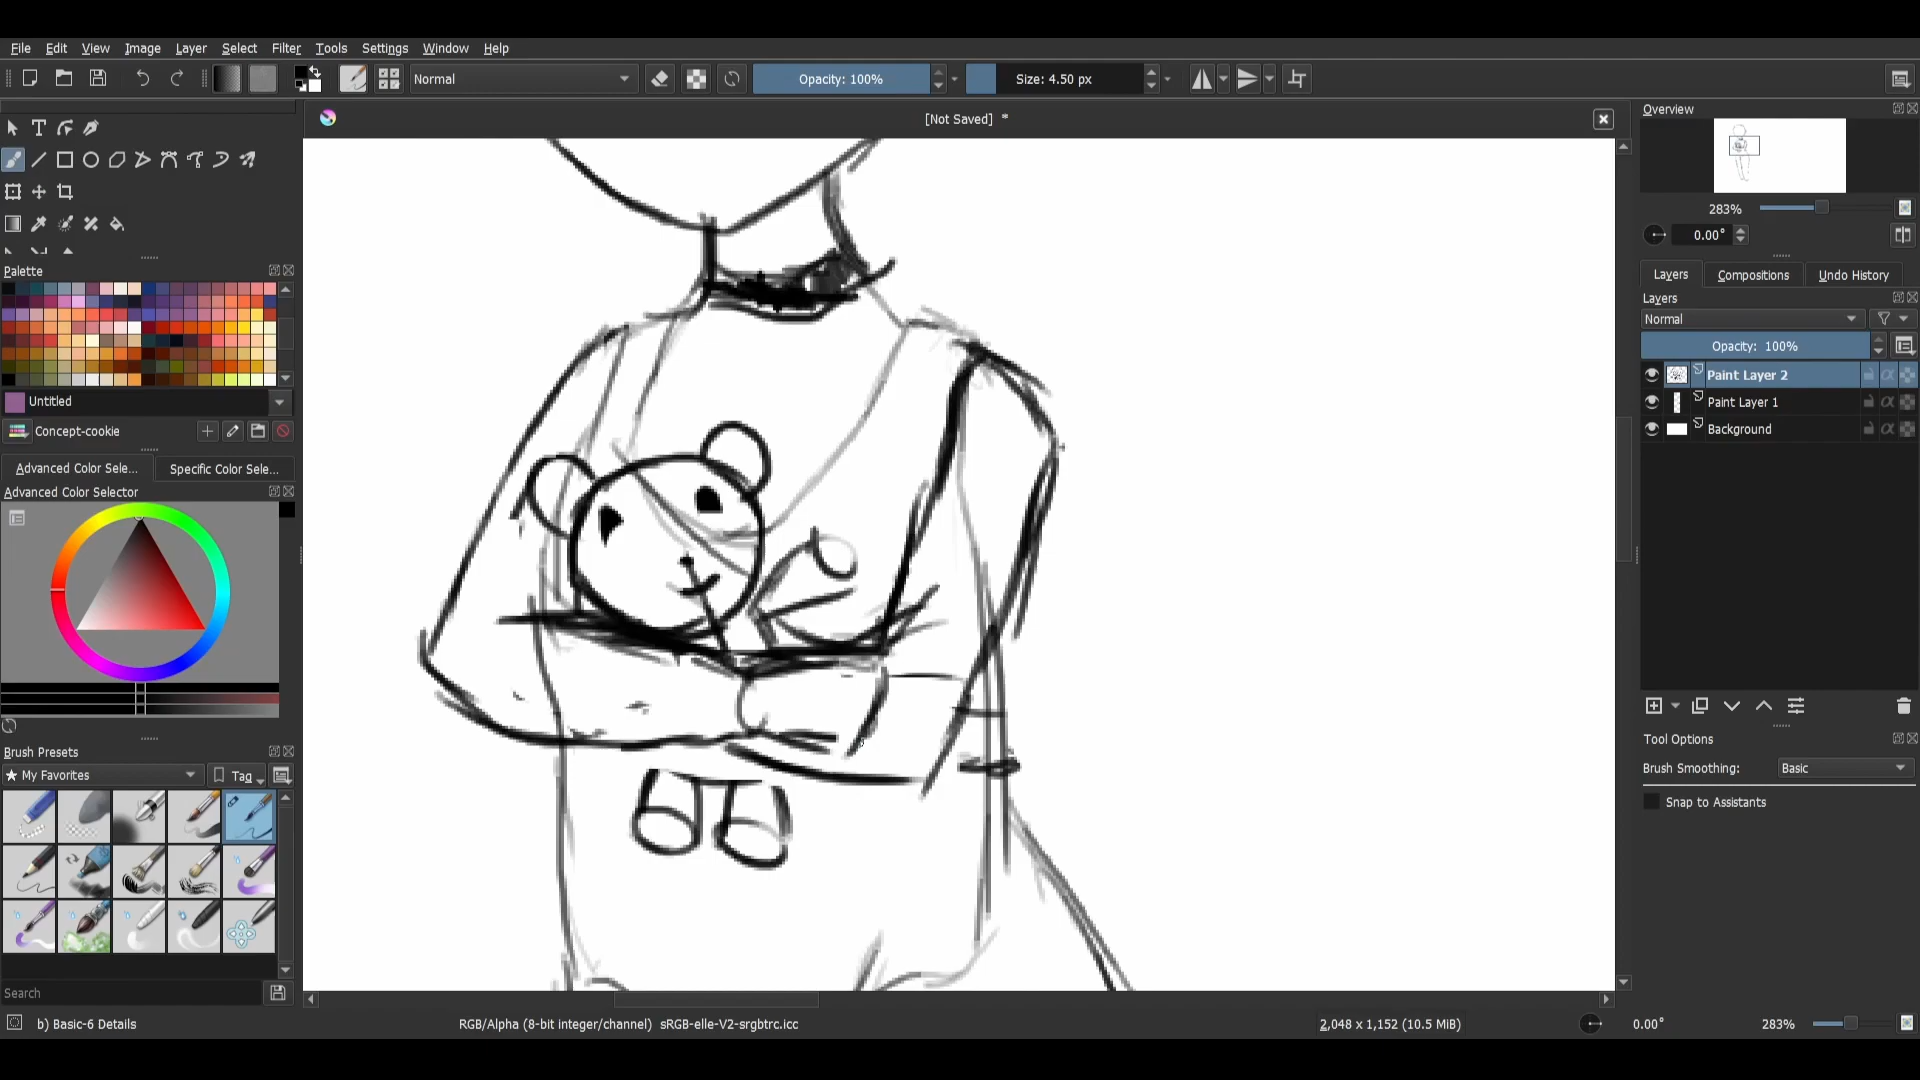 File Edit View Image Layer Select Filter Tools Settings Window Help
Normal Opacity: 100% Size: 4.50 px
[Not Saved] *
Overview
283%
0.00°
Layers Compositions Undo History
Layers
Normal
Opacity: 100%
Paint Layer 2
Paint Layer 1
Background
Tool Options
Brush Smoothing: Basic
Snap to Assistants
Palette
Untitled
Concept-cookie
Advanced Color Sele... Specific Color Sele...
Advanced Color Selector
Brush Presets
★ My Favorites Tag
Search
b) Basic-6 Details RGB/Alpha (8-bit integer/channel) sRGB-elle-V2-srgbtrc.icc 2,048 x 1,152 (10.5 MiB) 0.00° 283%